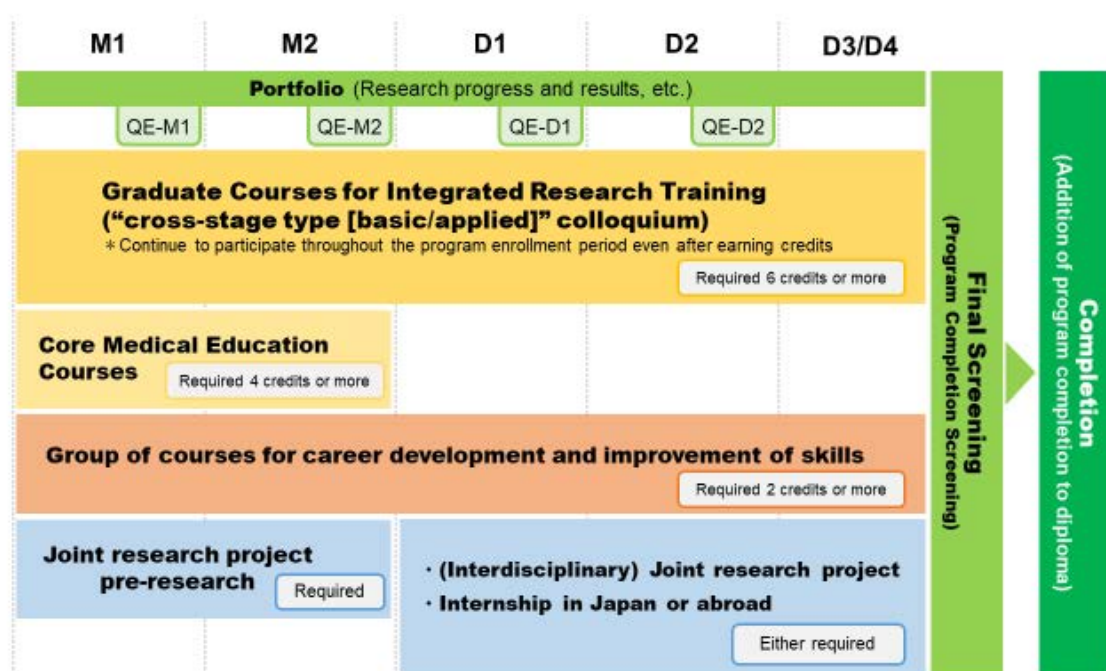 M1
M2
D1
D2
D3/D4
Portfolio (Research progress and results, etc.)
QE-M1
QE-M2
QE-D1
QE-D2
Graduate Courses for Integrated Research Training
(“cross-stage type [basic/applied]” colloquium)
＊Continue to participate throughout the program enrollment period even after earning credits
Required 6 credits or more
Core Medical Education
Courses
Required 4 credits or more
Group of courses for career development and improvement of skills
Required 2 credits or more
Joint research project
pre-research
Required
・(Interdisciplinary) Joint research project
・Internship in Japan or abroad
Either required
Final Screening
(Program Completion Screening)
Completion
(Addition of program completion to diploma)